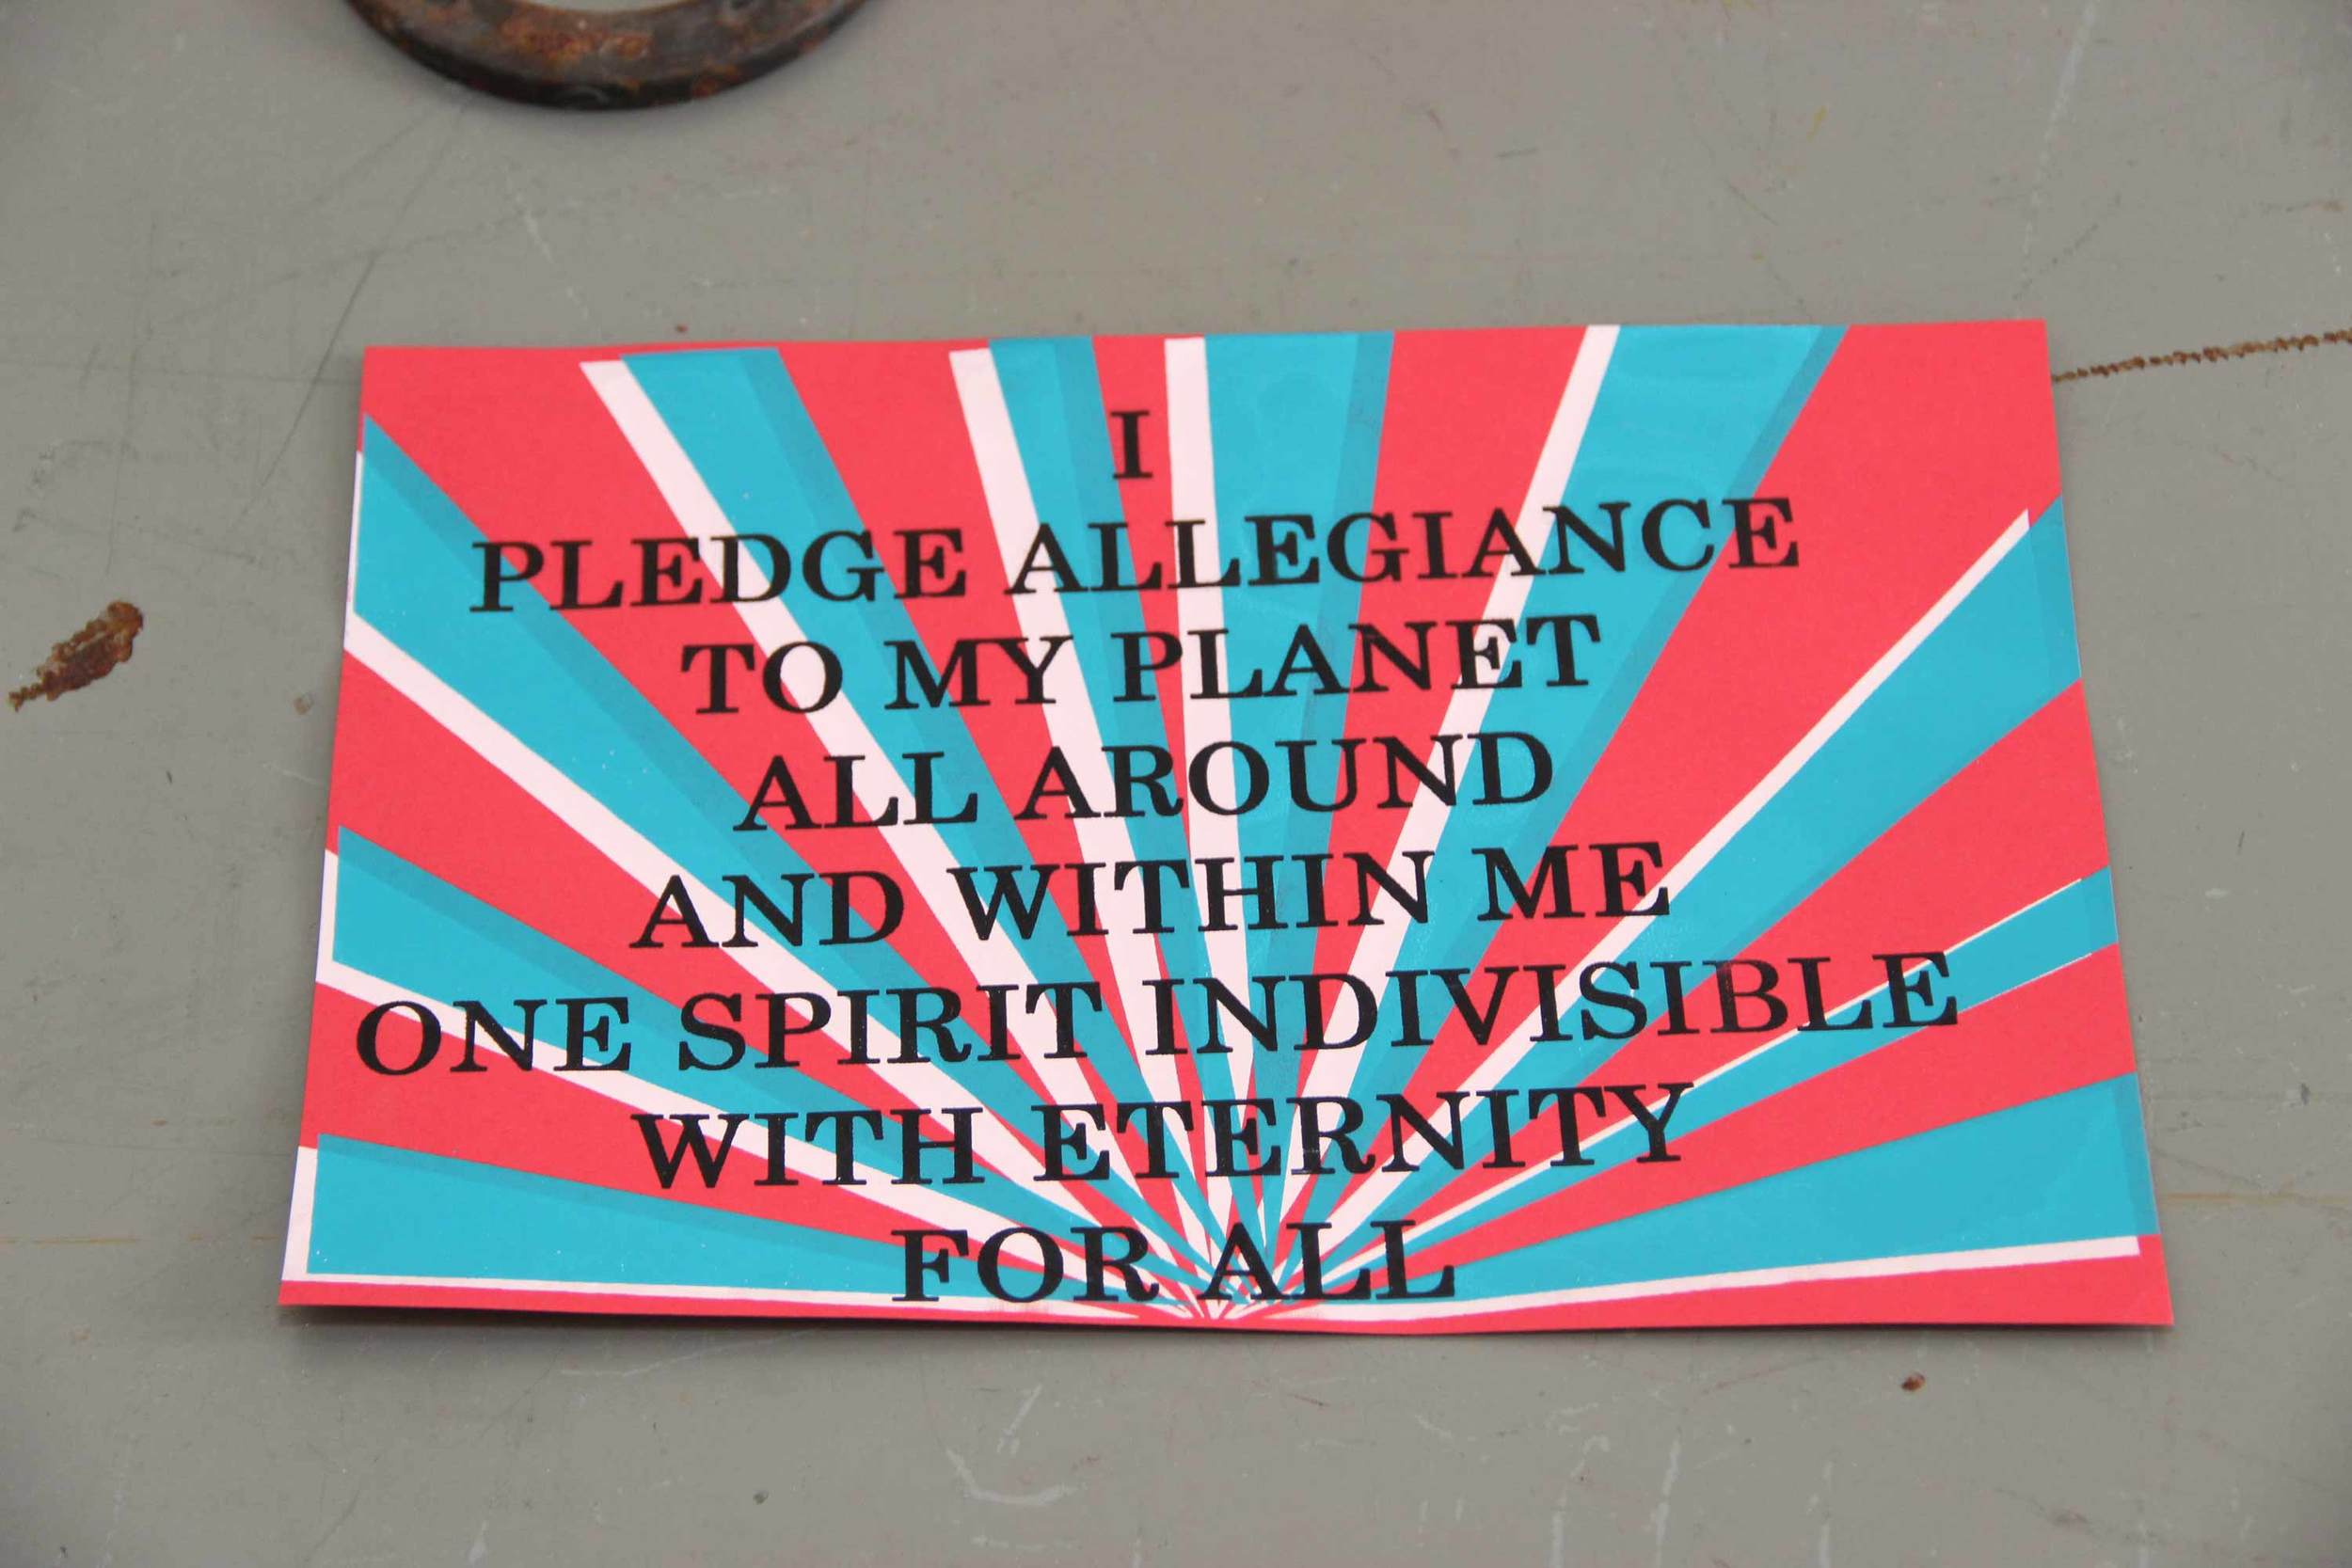 I
PLEDGE ALLEGIANCE
TO MY PLANET
ALL AROUND
AND WITHIN ME
ONE SPIRIT INDIVISIBLE
WITH ETERNITY
FOR ALL